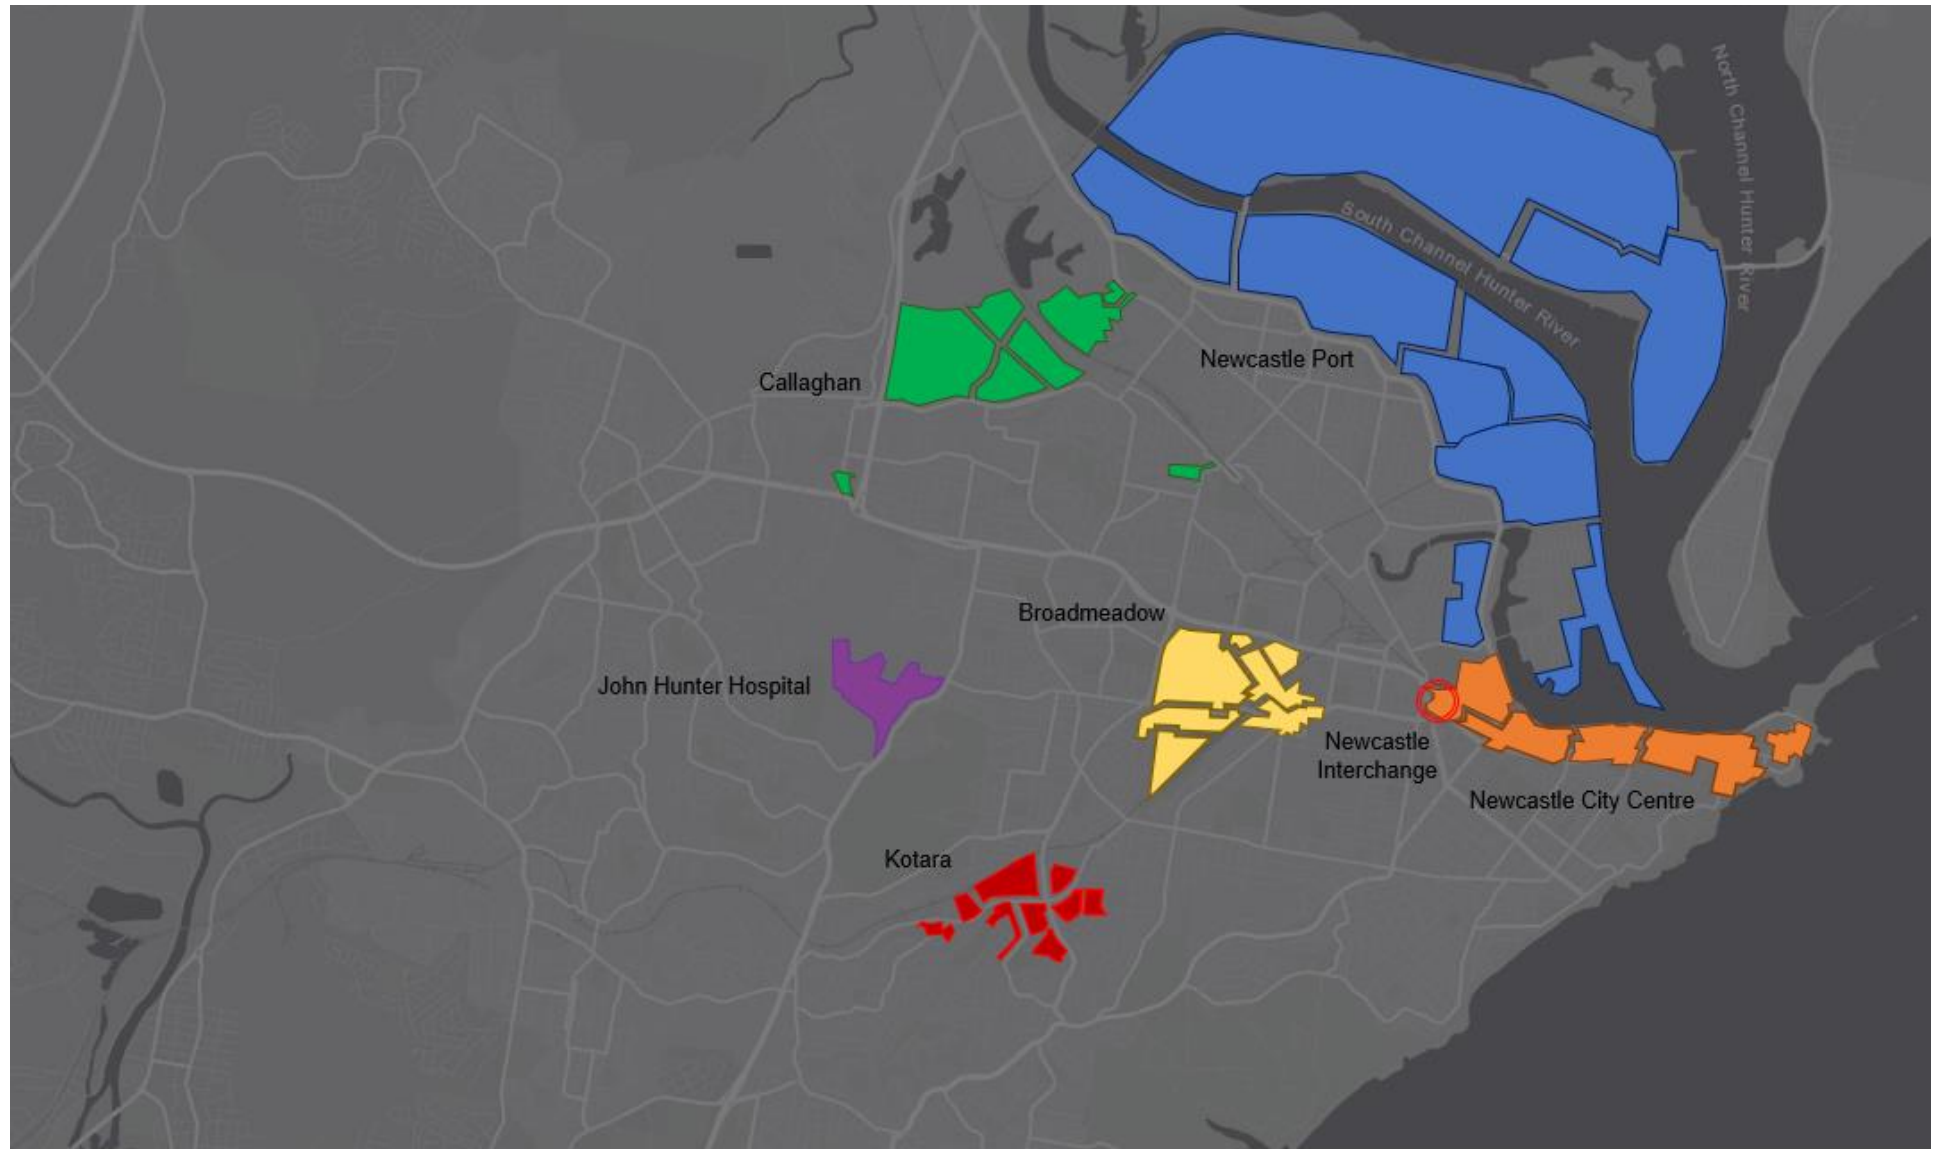 North Channel Hunter River
South Channel Hunter River
Newcastle Port
Callaghan
Broadmeadow
John Hunter Hospital
Newcastle
Interchange
Newcastle City Centre
Kotara